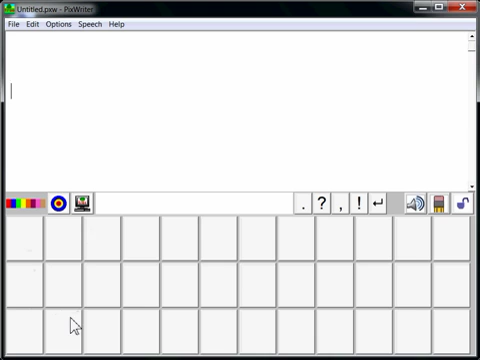 Untitled.pxw - PixWriter
File Edit Options Speech Help
. ? , ! ↵